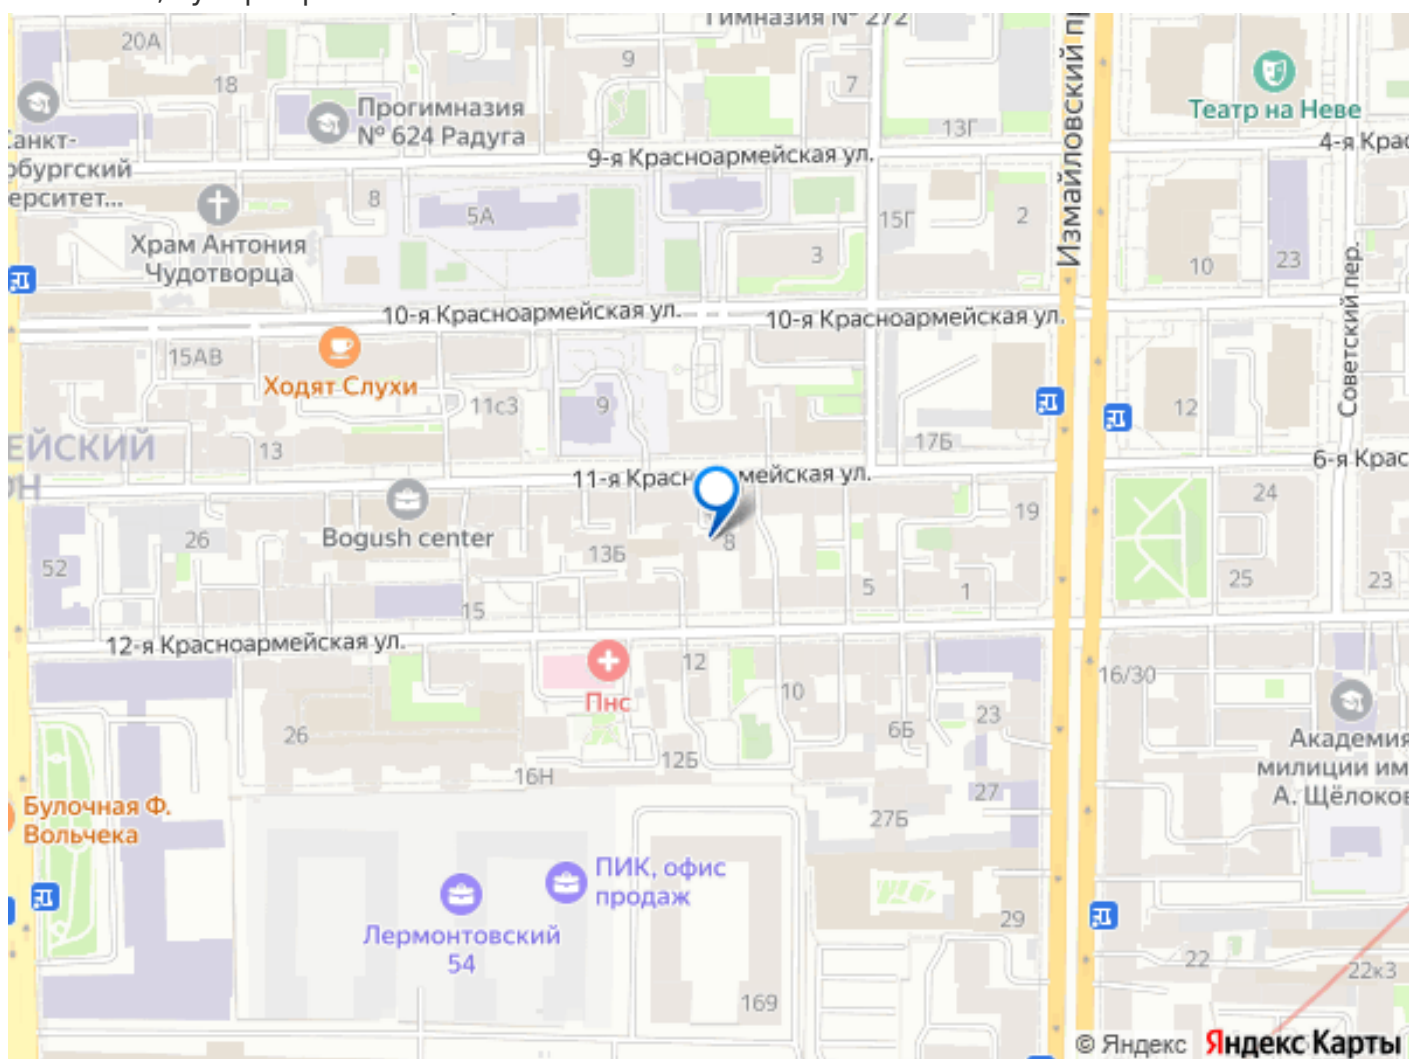 Гимназия № 272
20А
18
9
7
Измайловский пр
Театр на Неве
Прогимназия
№ 624 Радуга
13Г
4-я Крас
Санкт-
рбургский
ерситет...
9-я Красноармейская ул.
8
5А
15Г
2
Храм Антония
Чудотворца
3
10
23
Советский пер.
10-я Красноармейская ул.
10-я Красноармейская ул.
15АВ
Ходят Слухи
11с3
9
12
ЕЙСКИЙ
Н
13
17Б
6-я Крас
11-я Красн
мейская ул.
24
Bogush center
26
52
13Б
8
19
5
1
25
23
15
12-я Красноармейская ул.
Пнс
12
10
16/30
26
6Б
23
12Б
16Н
27
27Б
Академия
милиции им
А. Щёлоков
Булочная Ф.
Вольчека
ПИК, офис
продаж
Лермонтовский
54
29
22
22к3
169
© Яндекс
Яндекс Карты